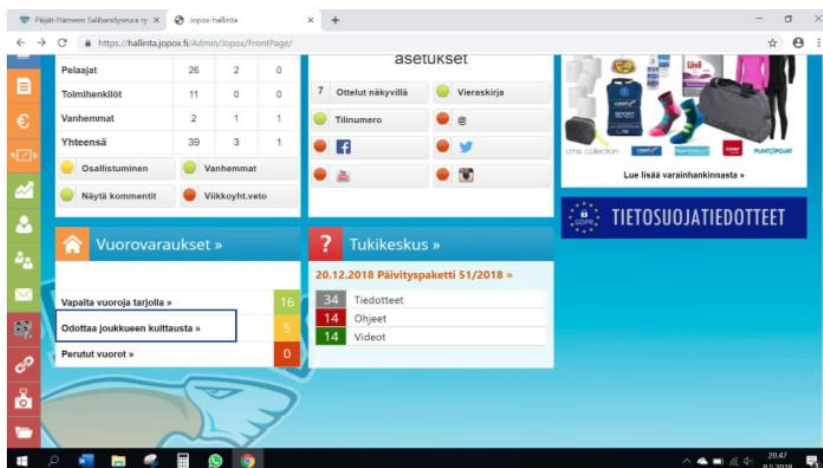 Päijät-Hämeen Salibandyseura ry
Jopox-hallinta
https://hallinta.jopox.fi/Admin/Jopox/FrontPage/
asetukset
Pelaajat 26 2 0
Toimihenkilöt 11 0 0
Vanhemmat 2 1 1
Yhteensä 39 3 1
Osallistuminen
Vanhemmat
Näytä kommentit
Viikkoyht.veto
7 Ottelut näkyvillä
Vieraskirja
Tilinumero
@
Lue lisää varainhankinnasta »
GDPR
TIETOSUOJATIEDOTTEET
Vuorovaraukset »
Vapaita vuoroja tarjolla » 16
Odottaa joukkueen kuittausta » 5
Perutut vuorot » 0
? Tukikeskus »
20.12.2018 Päivityspaketti 51/2018 »
34 Tiedotteet
14 Ohjeet
14 Videot
20.47
8.5.2019